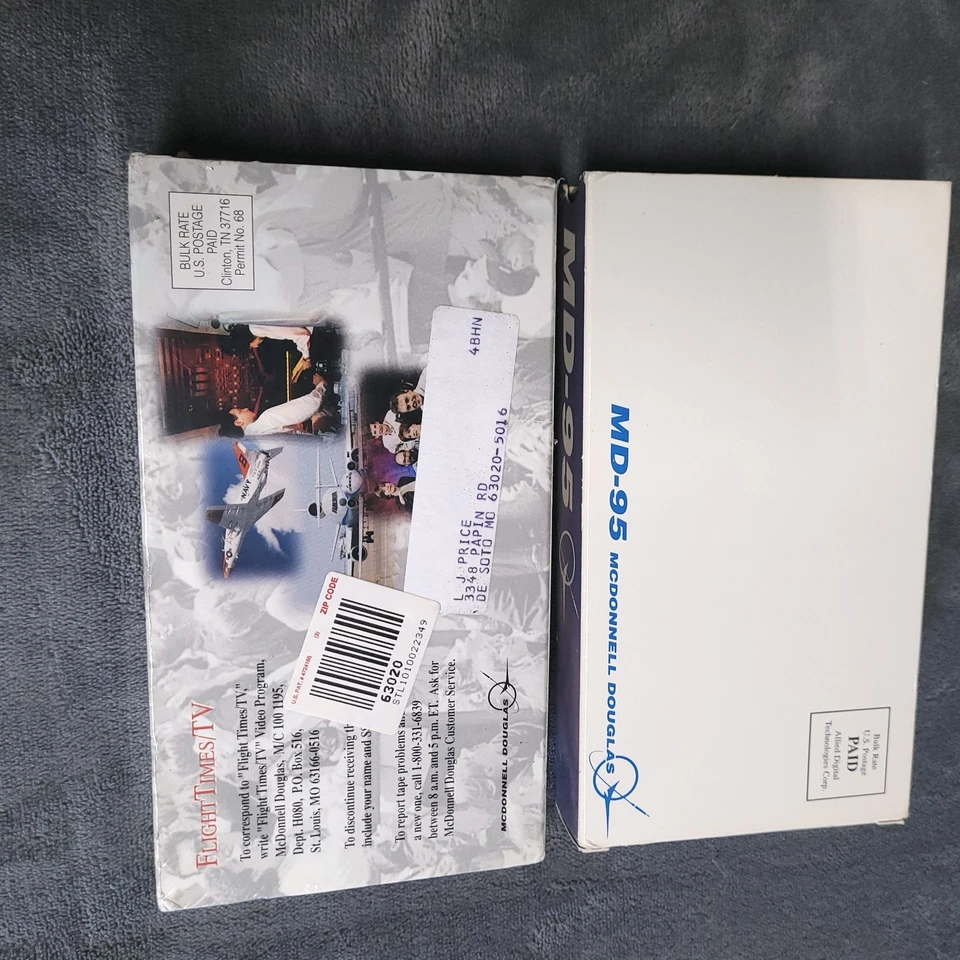 FLIGHTTIMES/TV
To correspond to "Flight Times/TV,"
write "Flight Times/TV" Video Program,
McDonnell Douglas, M/C 100 1195,
Dept. H080, P.O. Box 516,
St. Louis, MO 63166-0516
To discontinue receiving
include your name and
To report tape problems
a new one, call 1-800-331-6839
between 8 a.m. and 5 p.m. ET. Ask for
McDonnell Douglas Customer Service.
MCDONNELL DOUGLAS
BULK RATE
U.S. POSTAGE
PAID
Clinton, TN 37716
Permit No. 68
NAVY
U.S. PAT. # 4724166 (3) ZIP CODE
63020
STL1010022349
4BHN
L J PRICE
3348 PAPIN RD
DE SOTO MO 63020-5016
MD-95
MD-95 MCDONNELL DOUGLAS
Bulk Rate
U.S. Postage
PAID
Allied Digital
Technologies Corp.